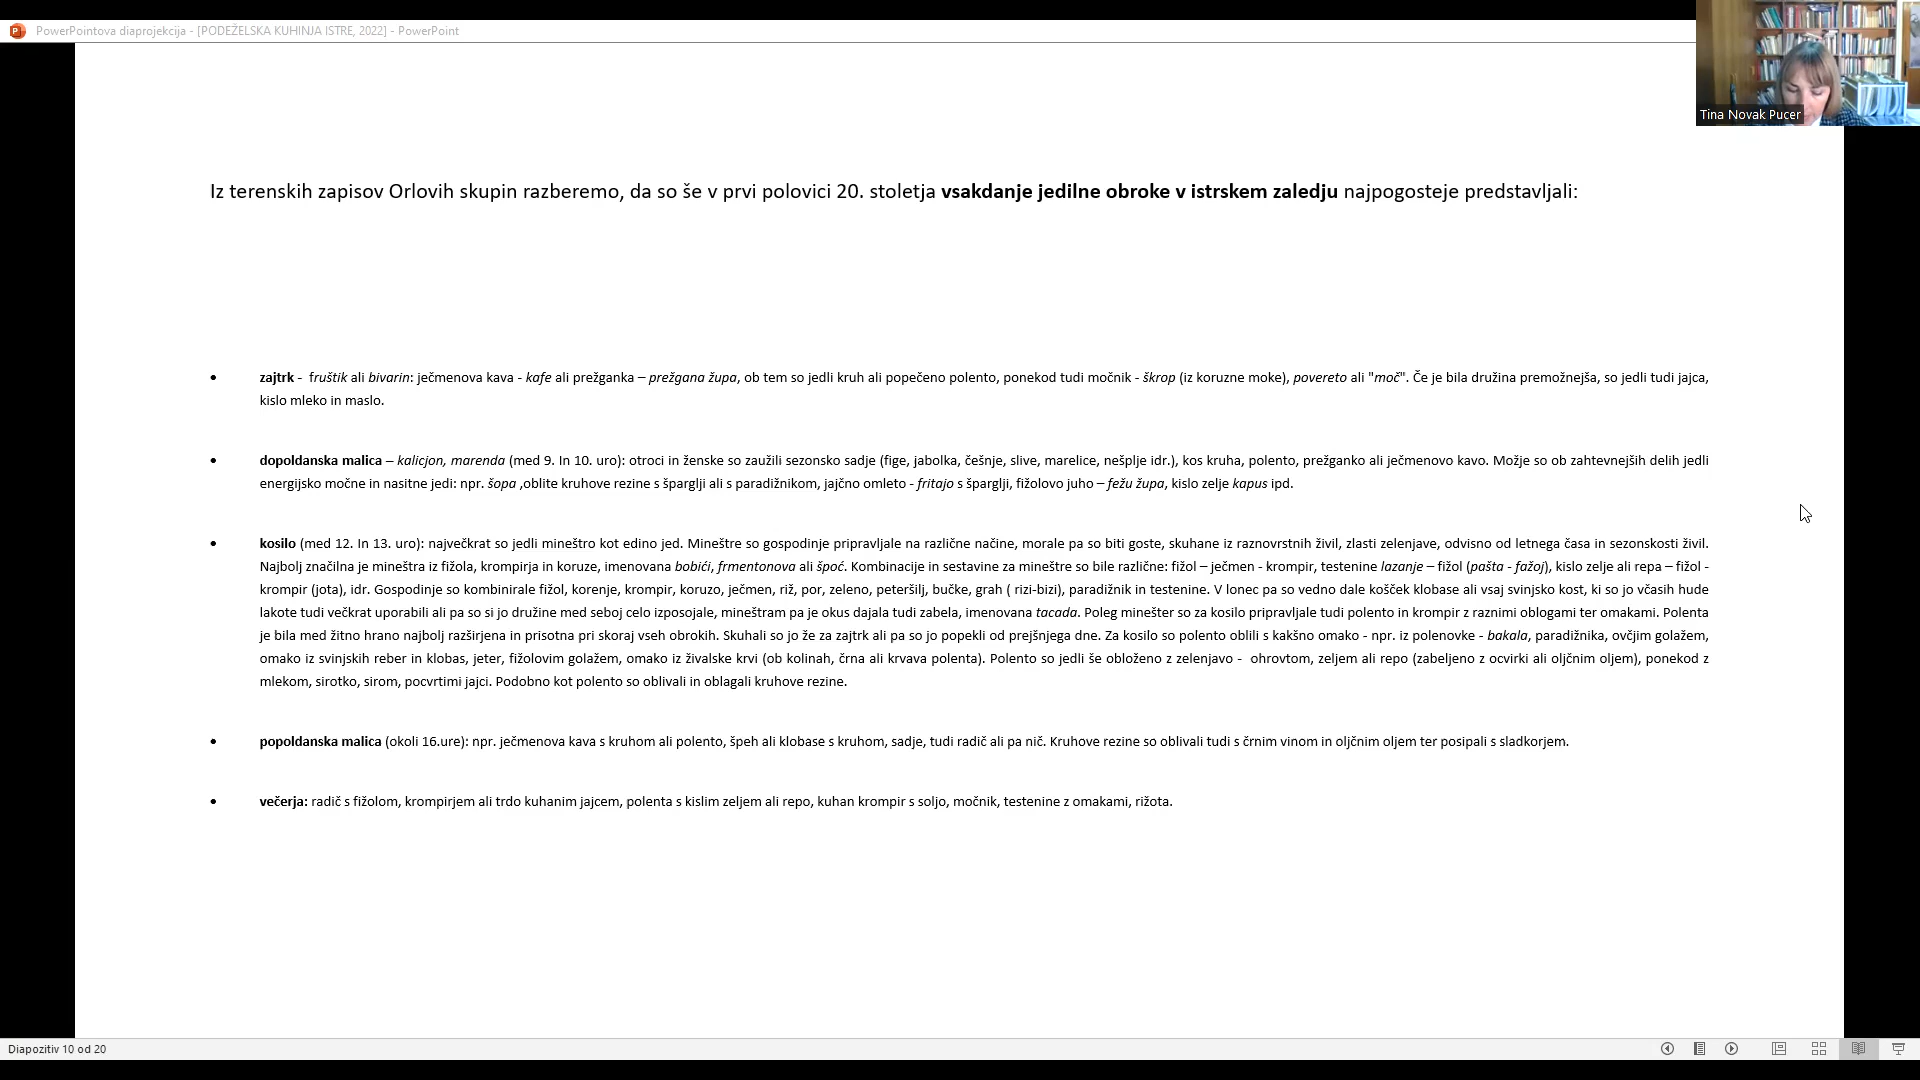 PowerPointova diaprojekcija - [PODEŽELSKA KUHINJA ISTRE, 2022] - PowerPoint
Tina Novak Pucer
Iz terenskih zapisov Orlovih skupin razberemo, da so še v prvi polovici 20. stoletja vsakdanje jedilne obroke v istrskem zaledju najpogosteje predstavljali:
• zajtrk - fruštik ali bivarin: ječmenova kava - kafe ali prežganka – prežgana župa, ob tem so jedli kruh ali popečeno polento, ponekod tudi močnik - škrop (iz koruzne moke), povereto ali "moč". Če je bila družina premožnejša, so jedli tudi jajca,
kislo mleko in maslo.
• dopoldanska malica – kalicjon, marenda (med 9. In 10. uro): otroci in ženske so zaužili sezonsko sadje (fige, jabolka, češnje, slive, marelice, nešplje idr.), kos kruha, polento, prežganko ali ječmenovo kavo. Možje so ob zahtevnejših delih jedli
energijsko močne in nasitne jedi: npr. šopa ,oblite kruhove rezine s šparglji ali s paradižnikom, jajčno omleto - fritajo s šparglji, fižolovo juho – fežu župa, kislo zelje kapus ipd.
• kosilo (med 12. In 13. uro): največkrat so jedli mineštro kot edino jed. Mineštre so gospodinje pripravljale na različne načine, morale pa so biti goste, skuhane iz raznovrstnih živil, zlasti zelenjave, odvisno od letnega časa in sezonskosti živil.
Najbolj značilna je mineštra iz fižola, krompirja in koruze, imenovana bobići, frmentonova ali špoć. Kombinacije in sestavine za mineštre so bile različne: fižol – ječmen - krompir, testenine lazanje – fižol (pašta - fažoj), kislo zelje ali repa – fižol -
krompir (jota), idr. Gospodinje so kombinirale fižol, korenje, krompir, koruzo, ječmen, riž, por, zeleno, peteršilj, bučke, grah ( rizi-bizi), paradižnik in testenine. V lonec pa so vedno dale košček klobase ali vsaj svinjsko kost, ki so jo včasih hude
lakote tudi večkrat uporabili ali pa so si jo družine med seboj celo izposojale, mineštram pa je okus dajala tudi zabela, imenovana tacada. Poleg minešter so za kosilo pripravljale tudi polento in krompir z raznimi oblogami ter omakami. Polenta
je bila med žitno hrano najbolj razširjena in prisotna pri skoraj vseh obrokih. Skuhali so jo že za zajtrk ali pa so jo popekli od prejšnjega dne. Za kosilo so polento oblili s kakšno omako - npr. iz polenovke - bakala, paradižnika, ovčjim golažem,
omako iz svinjskih reber in klobas, jeter, fižolovim golažem, omako iz živalske krvi (ob kolinah, črna ali krvava polenta). Polento so jedli še obloženo z zelenjavo - ohrovtom, zeljem ali repo (zabeljeno z ocvirki ali oljčnim oljem), ponekod z
mlekom, sirotko, sirom, pocvrtimi jajci. Podobno kot polento so oblivali in oblagali kruhove rezine.
• popoldanska malica (okoli 16.ure): npr. ječmenova kava s kruhom ali polento, špeh ali klobase s kruhom, sadje, tudi radič ali pa nič. Kruhove rezine so oblivali tudi s črnim vinom in oljčnim oljem ter posipali s sladkorjem.
• večerja: radič s fižolom, krompirjem ali trdo kuhanim jajcem, polenta s kislim zeljem ali repo, kuhan krompir s soljo, močnik, testenine z omakami, rižota.
Diapozitiv 10 od 20